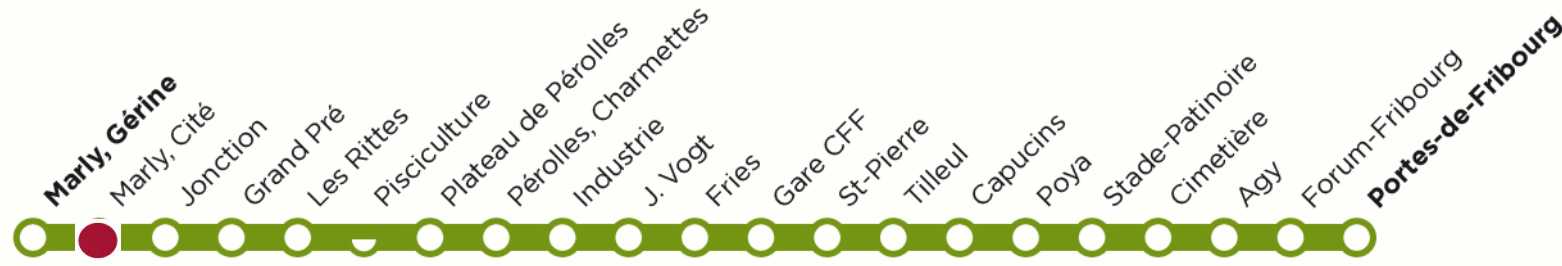 Marly, Gérine
Marly, Cité
Jonction
Grand Pré
Les Rittes
Pisciculture
Plateau de Pérolles
Pérolles, Charmettes
Industrie
J. Vogt
Fries
Gare CFF
St-Pierre
Tilleul
Capucins
Poya
Stade-Patinoire
Cimetière
Agy
Forum-Fribourg
Portes-de-Fribourg